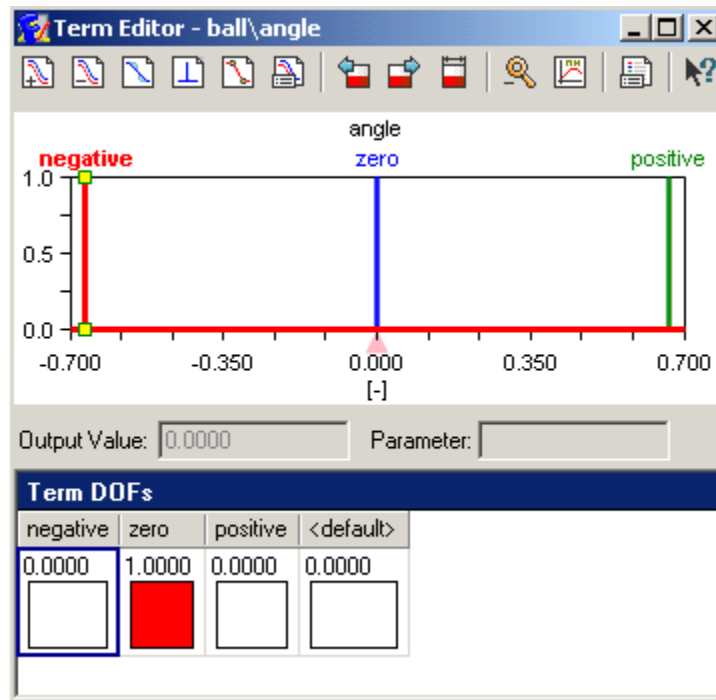 Term Editor - ball\angle
angle
negative zero positive
1.0
0.5
0.0
-0.700 -0.350 0.000 0.350 0.700
[-]
Output Value: 0.0000 Parameter:
Term DOFs
negative zero positive <default>
0.0000 1.0000 0.0000 0.0000